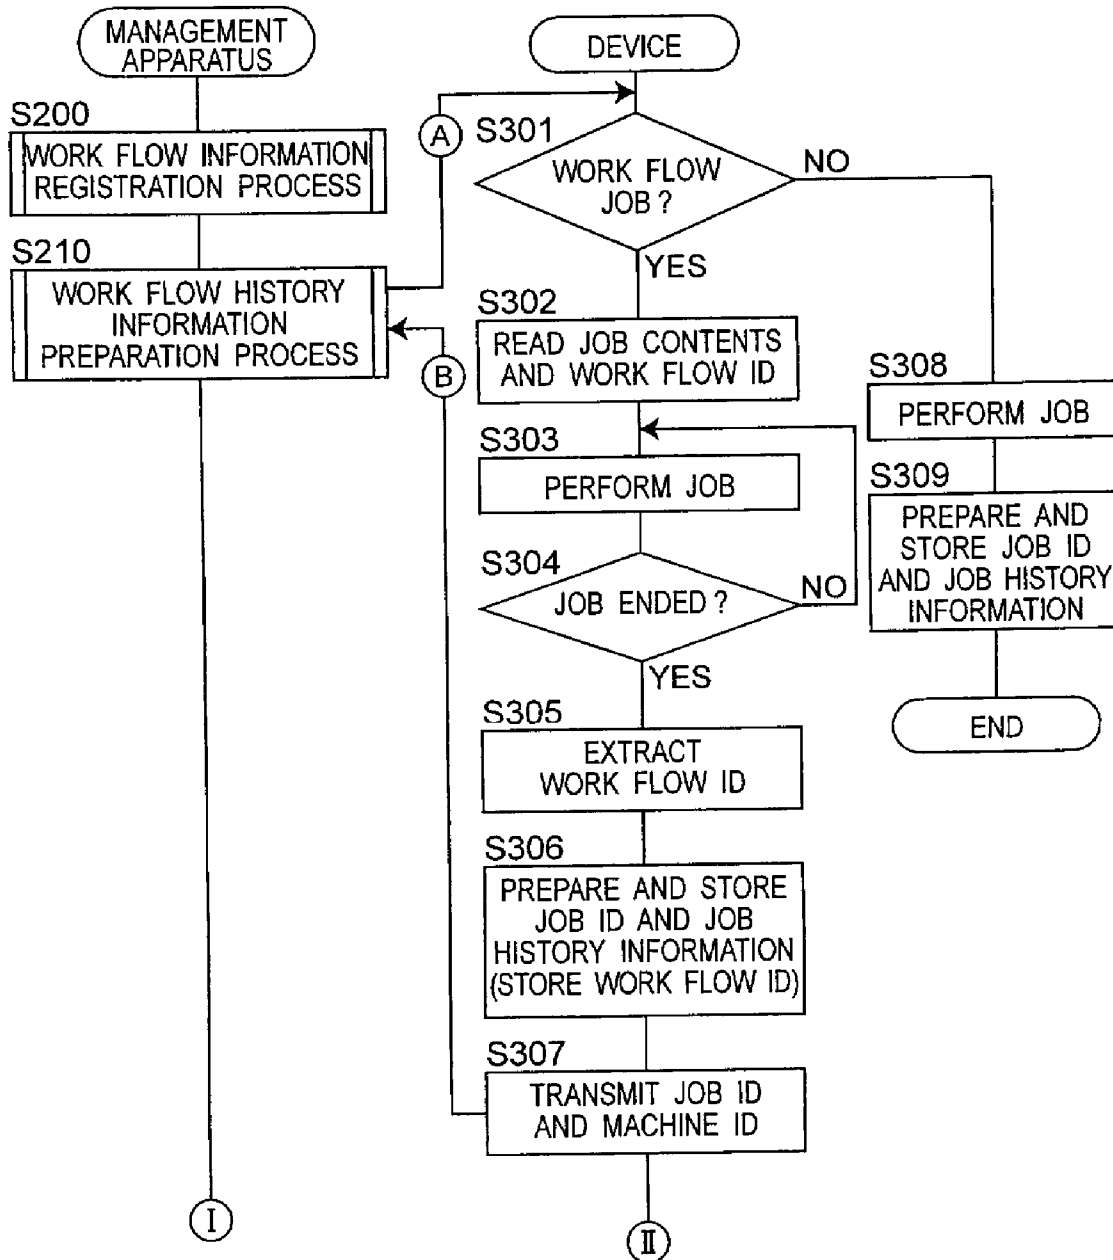 MANAGEMENT
APPARATUS
S200
WORK FLOW INFORMATION
REGISTRATION PROCESS
S210
WORK FLOW HISTORY
INFORMATION
PREPARATION PROCESS
A
B
I
DEVICE
S301
WORK FLOW
JOB?
NO
YES
S302
READ JOB CONTENTS
AND WORK FLOW ID
S303
PERFORM JOB
S304
JOB ENDED?
NO
YES
S305
EXTRACT
WORK FLOW ID
S306
PREPARE AND STORE
JOB ID AND JOB
HISTORY INFORMATION
(STORE WORK FLOW ID)
S307
TRANSMIT JOB ID
AND MACHINE ID
II
S308
PERFORM JOB
S309
PREPARE AND
STORE JOB ID
AND JOB HISTORY
INFORMATION
END